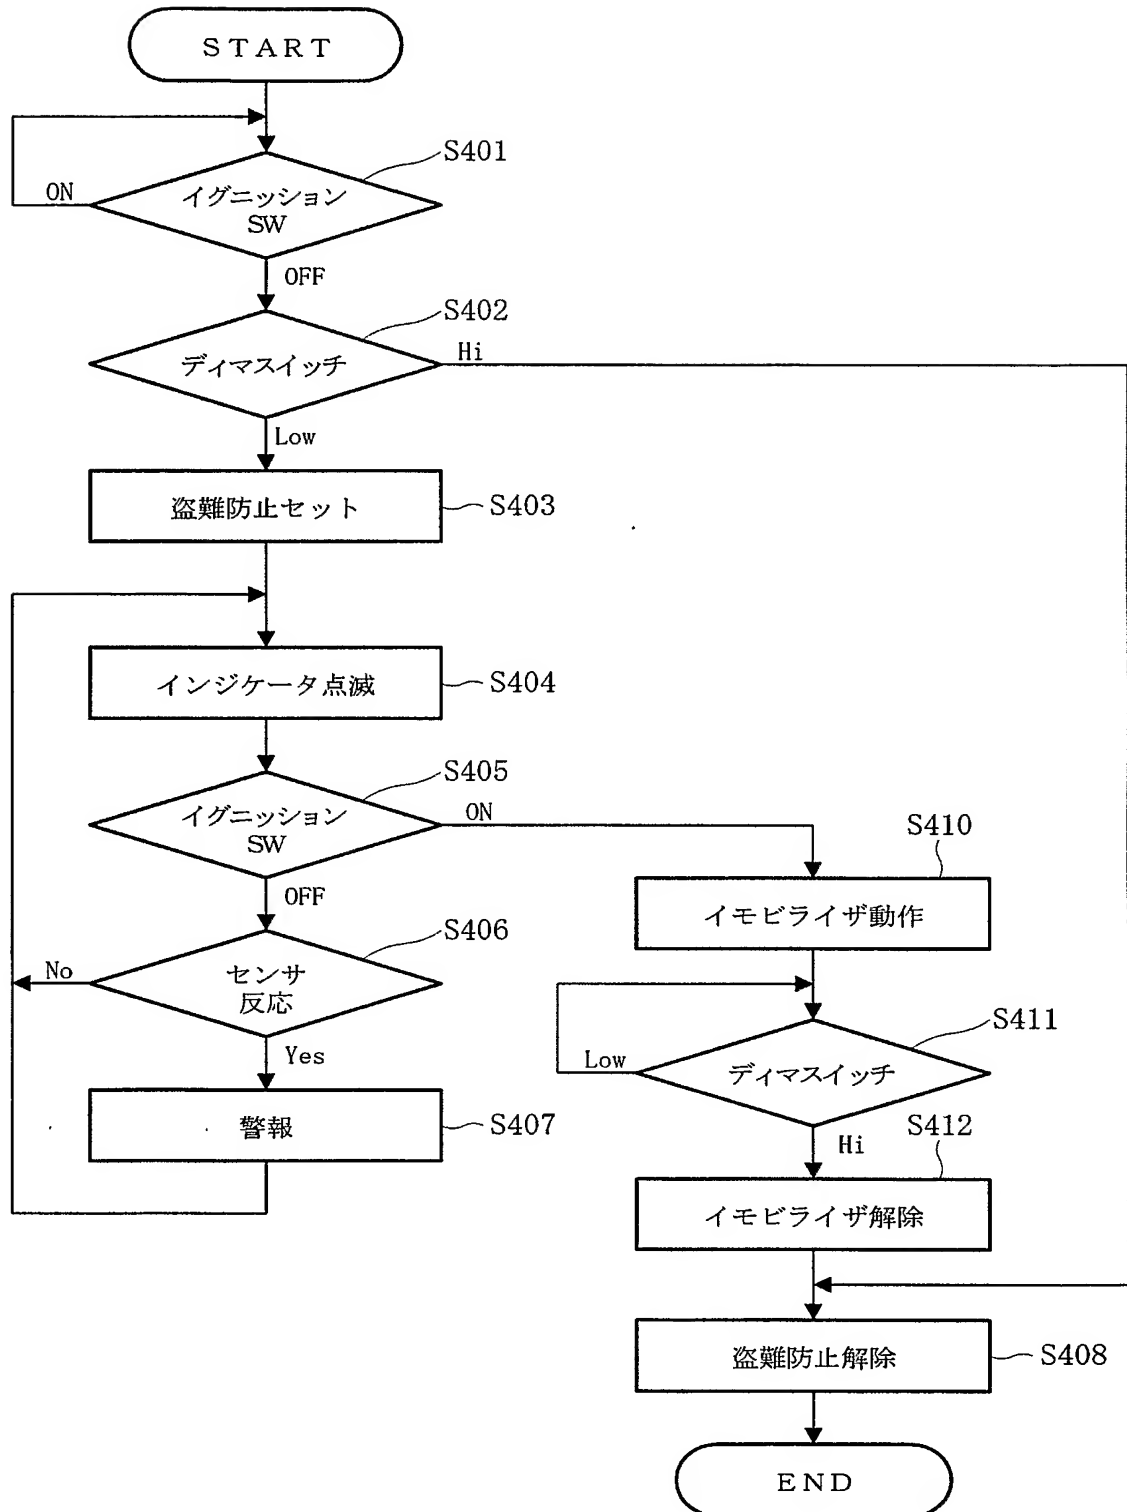 START
S401
ON
イグニッション
SW
OFF
S402
Hi
ディマスイッチ
Low
盗難防止セット
S403
インジケータ点滅
S404
S405
イグニッション
SW
ON
OFF
S410
イモビライザ動作
S406
No
センサ
反応
Yes
S411
Low
ディマスイッチ
警報
S407
S412
Hi
イモビライザ解除
盗難防止解除
S408
END